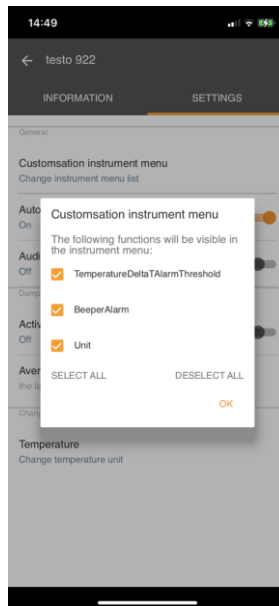 14:49
testo 922
INFORMATION
SETTINGS
General
Customsation instrument menu
Change instrument menu list
Auto
On
Audi
Off
Damp
Activ
Off
Aver
the la
Chang
Temperature
Change temperature unit
Customsation instrument menu
The following functions will be visible in
the instrument menu:
TemperatureDeltaTAlarmThreshold
BeeperAlarm
Unit
SELECT ALL
DESELECT ALL
OK